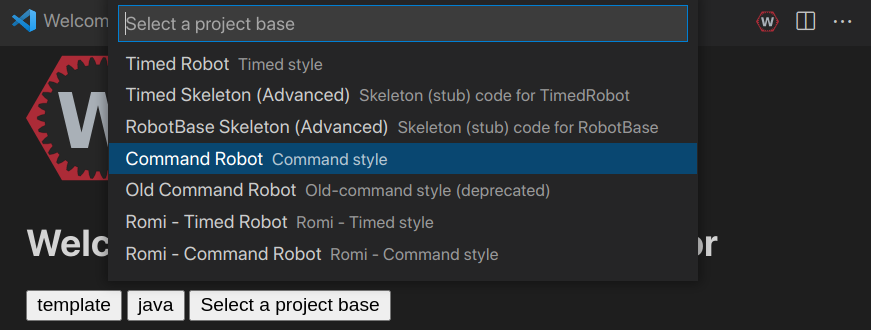 Welcom
Select a project base
Timed Robot Timed style
Timed Skeleton (Advanced) Skeleton (stub) code for TimedRobot
RobotBase Skeleton (Advanced) Skeleton (stub) code for RobotBase
Command Robot Command style
Old Command Robot Old-command style (deprecated)
Romi - Timed Robot Romi - Timed style
Romi - Command Robot Romi - Command style
W
W
Welc or
template java Select a project base